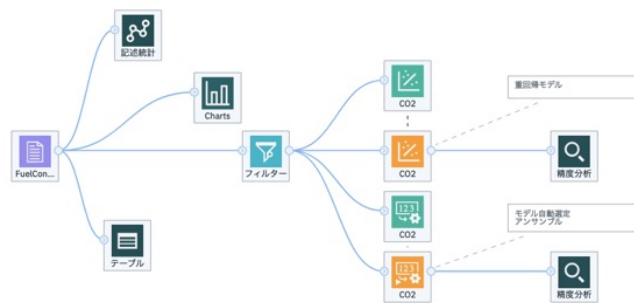 記述統計
Charts
FuelCon...
フィルター
テーブル
CO2
CO2
CO2
123
CO2
123
重回帰モデル
精度分析
モデル自動選定
アンサンブル
精度分析